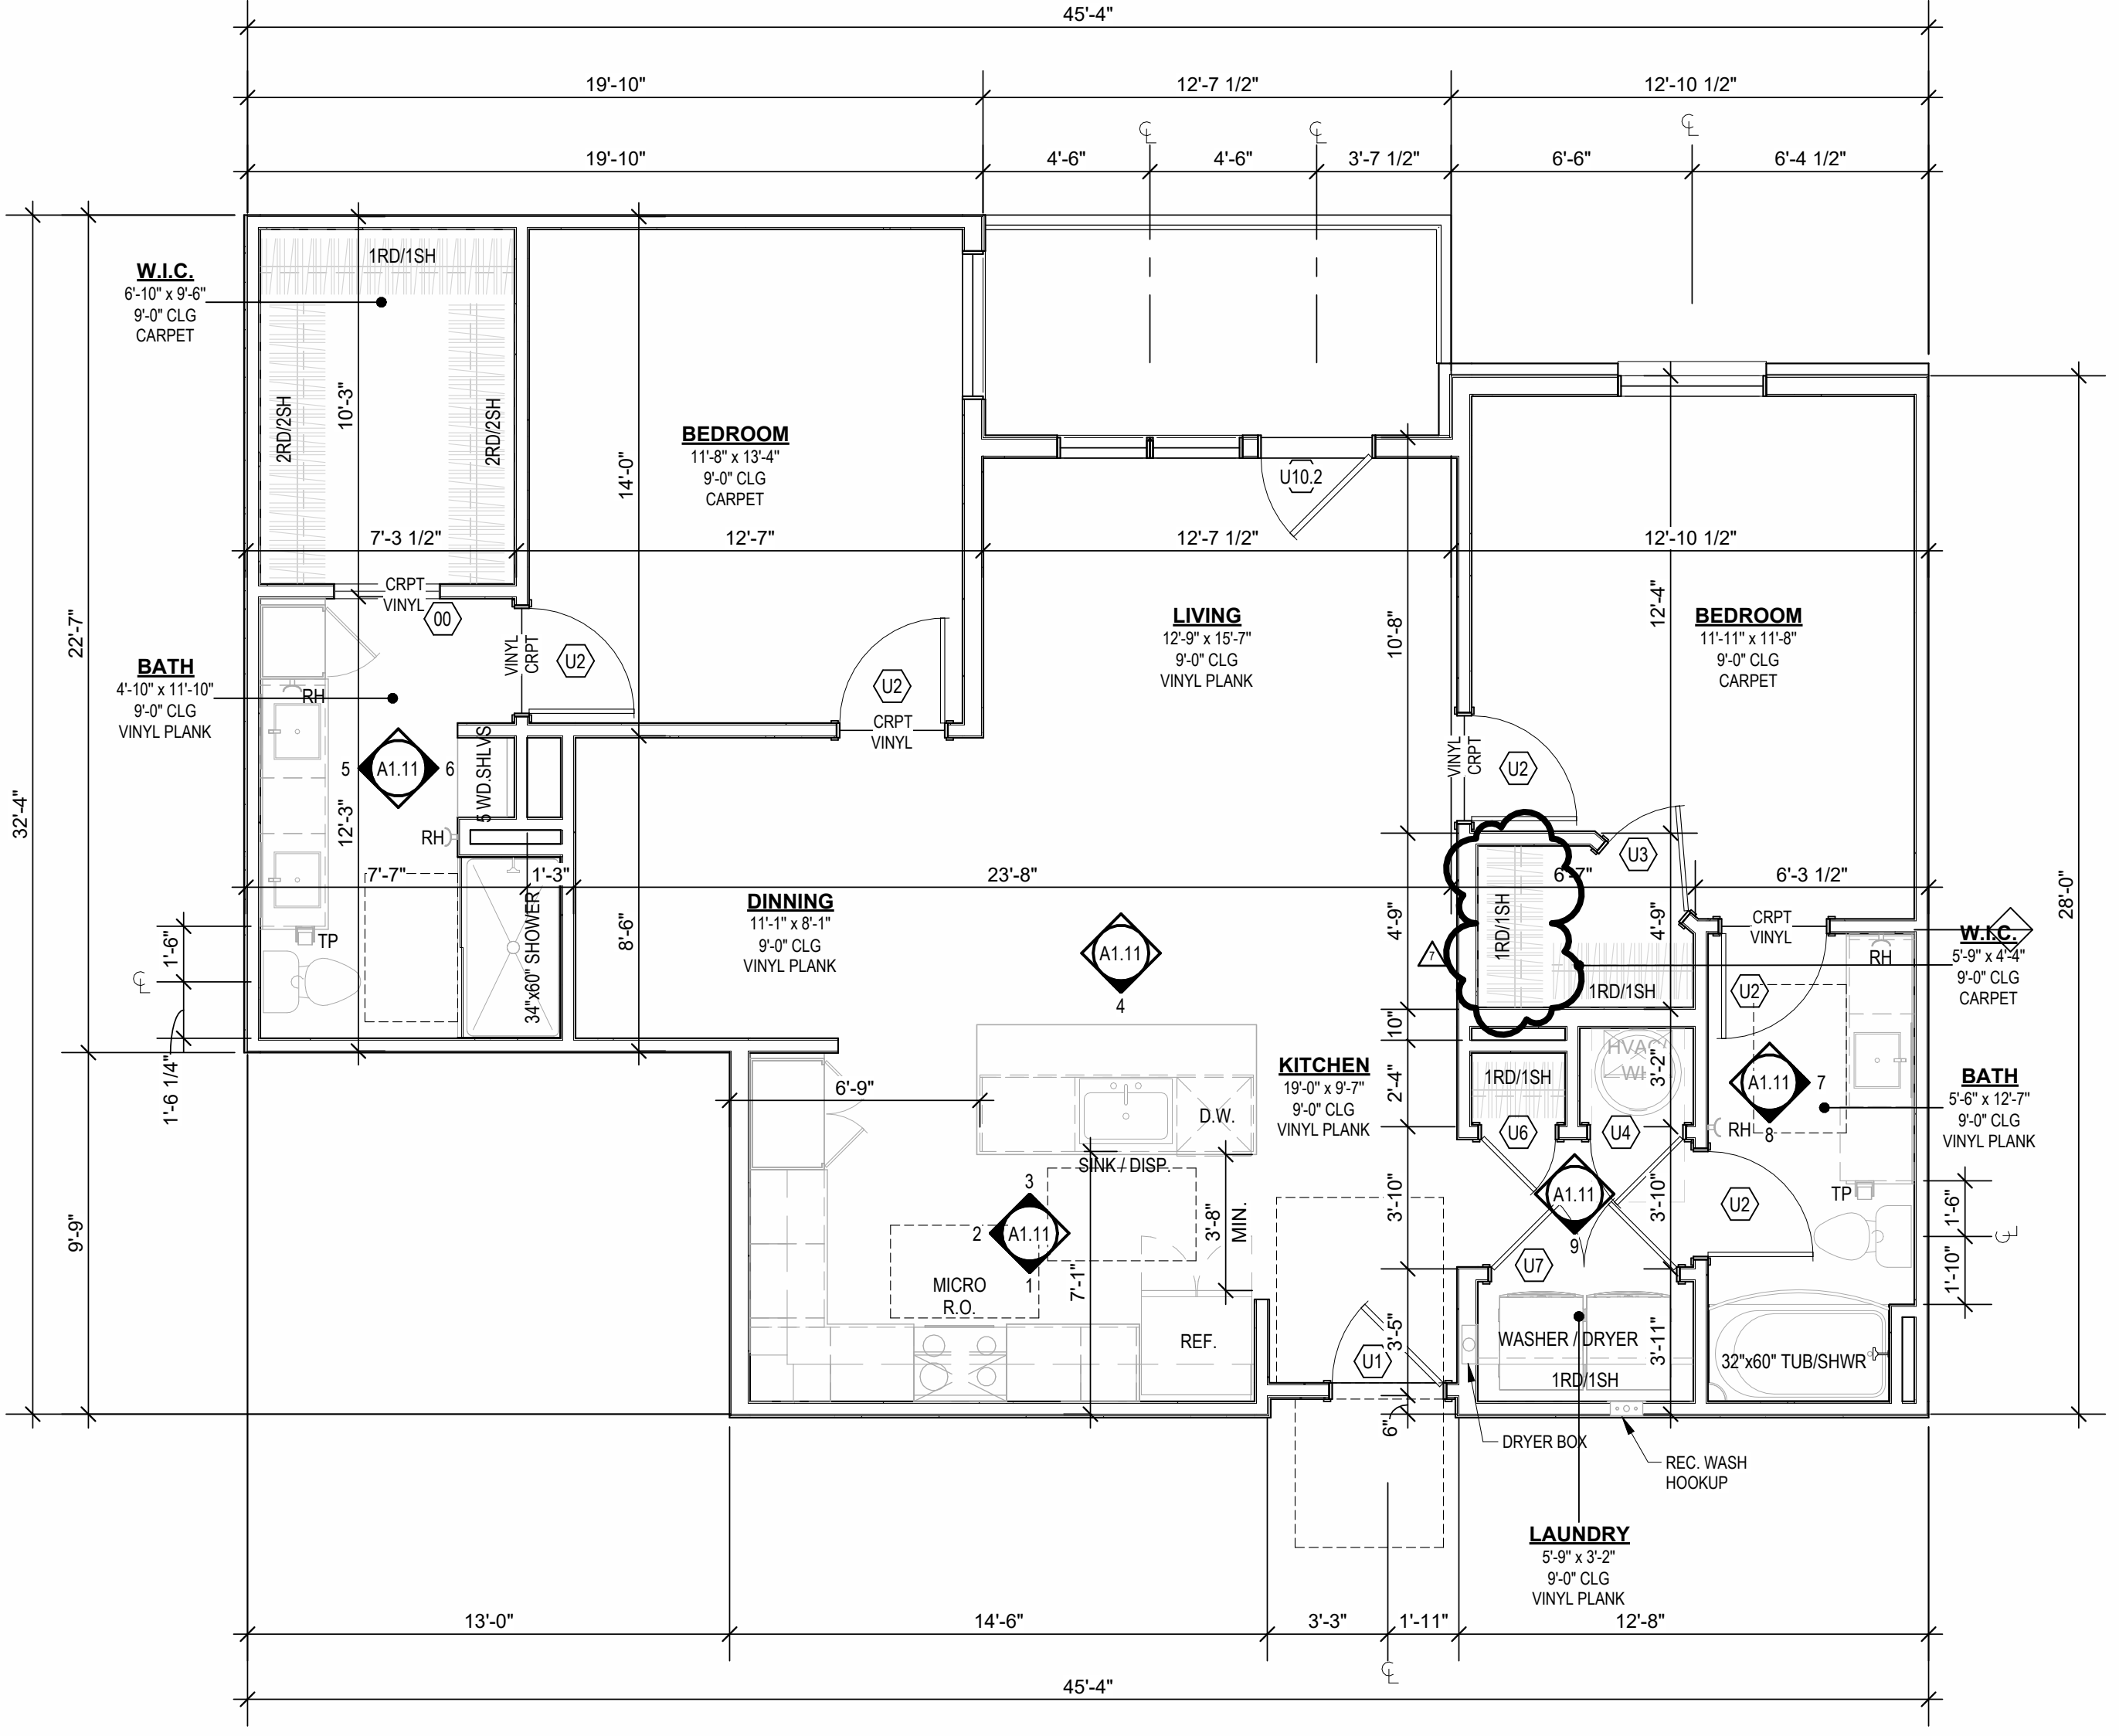 45'-4"
19'-10"
12'-7 1/2"
12'-10 1/2"
19'-10"
4'-6"
4'-6"
3'-7 1/2"
6'-6"
6'-4 1/2"
W.I.C.
6'-10" x 9'-6"
9'-0" CLG
CARPET
1RD/1SH
2RD/2SH
2RD/2SH
10'-3"
14'-0"
BEDROOM
11'-8" x 13'-4"
9'-0" CLG
CARPET
U10.2
7'-3 1/2"
12'-7"
12'-7 1/2"
12'-10 1/2"
CRPT
VINYL
00
VINYL
CRPT
U2
U2
CRPT
VINYL
LIVING
12'-9" x 15'-7"
9'-0" CLG
VINYL PLANK
10'-8"
12'-4"
BEDROOM
11'-11" x 11'-8"
9'-0" CLG
CARPET
22'-7"
32'-4"
BATH
4'-10" x 11'-10"
9'-0" CLG
VINYL PLANK
RH
5
A1.11
6
5 WD.SHLVS
12'-3"
RH
VINYL
CRPT
U2
U3
7'-7"
1'-3"
23'-8"
6'-7"
6'-3 1/2"
28'-0"
DINNING
11'-1" x 8'-1"
9'-0" CLG
VINYL PLANK
8'-6"
34"x60" SHOWER
TP
1'-6"
1'-6 1/4"
A1.11
4
4'-9"
7
1RD/1SH
4'-9"
1RD/1SH
CRPT
VINYL
U2
RH
W.I.C.
5'-9" x 4'-4"
9'-0" CLG
CARPET
10"
KITCHEN
19'-0" x 9'-7"
9'-0" CLG
VINYL PLANK
2'-4"
1RD/1SH
HVAC/
WH
3'-2"
U6
U4
A1.11
7
8
RH
BATH
5'-6" x 12'-7"
9'-0" CLG
VINYL PLANK
6'-9"
D.W.
SINK / DISP.
3
2
A1.11
1
3'-8"
MIN.
7'-1"
MICRO
R.O.
REF.
3'-10"
A1.11
9
3'-10"
U2
TP
1'-6"
1'-10"
U7
9'-9"
3'-5"
U1
WASHER / DRYER
1RD/1SH
3'-11"
32"x60" TUB/SHWR
6"
DRYER BOX
REC. WASH
HOOKUP
LAUNDRY
5'-9" x 3'-2"
9'-0" CLG
VINYL PLANK
13'-0"
14'-6"
3'-3"
1'-11"
12'-8"
45'-4"